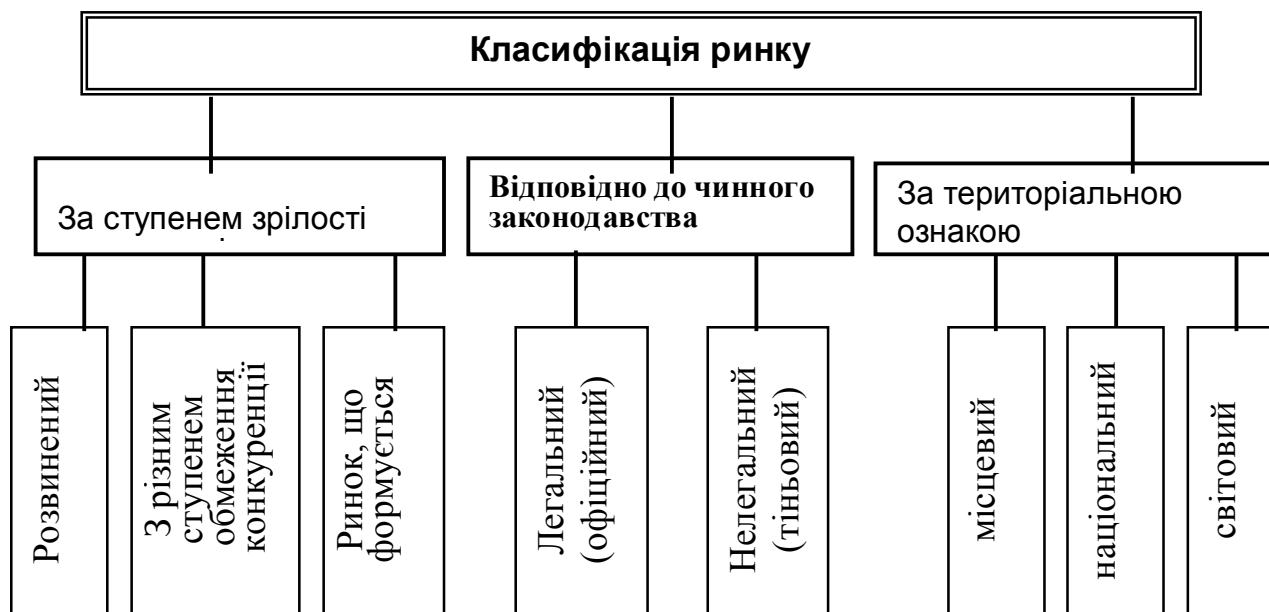 Класифікація ринку
За ступенем зрілості
Відповідно до чинного
законодавства
За територіальною
ознакою
Розвинений
З різним
ступенем
обмеження
конкуренції
Ринок, що
формується
Легальний
(офіційний)
Нелегальний
(тіньовий)
місцевий
національний
світовий